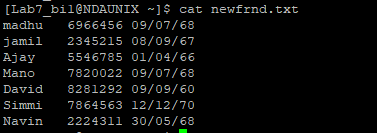 [Lab7_bil@NDAUNIX ~]$ cat newfrnd.txt
madhu   6966456 09/07/68
jamil   2345215 08/09/67
Ajay    5546785 01/04/66
Mano    7820022 09/07/68
David   8281292 09/09/60
Simmi   7864563 12/12/70
Navin   2224311 30/05/68